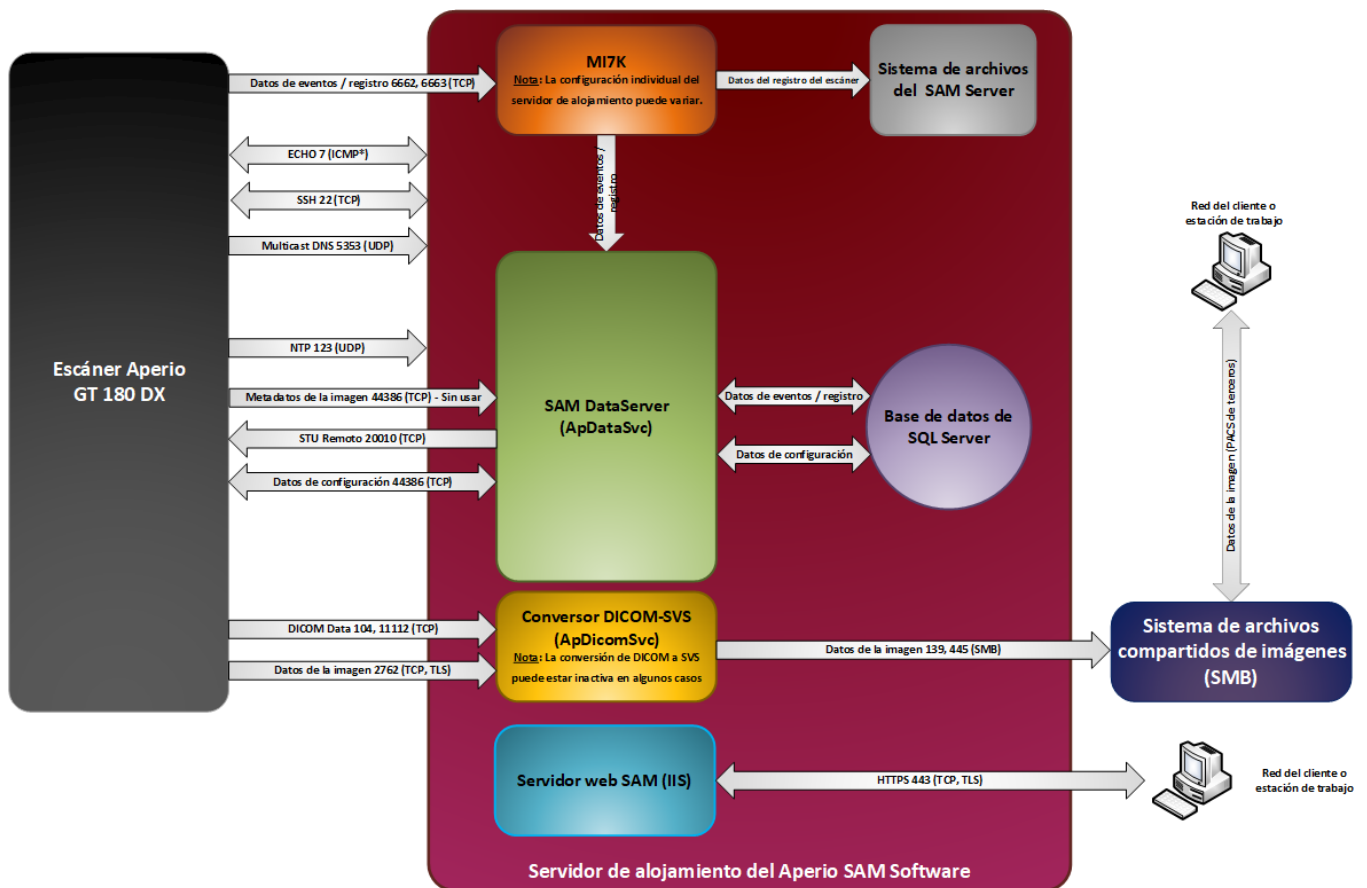 Escáner Aperio
GT 180 DX
Datos de eventos / registro 6662, 6663 (TCP)
ECHO 7 (ICMP*)
SSH 22 (TCP)
Multicast DNS 5353 (UDP)
NTP 123 (UDP)
Metadatos de la imagen 44386 (TCP) - Sin usar
STU Remoto 20010 (TCP)
Datos de configuración 44386 (TCP)
DICOM Data 104, 11112 (TCP)
Datos de la imagen 2762 (TCP, TLS)
MI7K
Nota: La configuración individual del
servidor de alojamiento puede variar.
Datos del registro del escáner
Sistema de archivos
del SAM Server
Datos de eventos /
registro
SAM DataServer
(ApDataSvc)
Datos de eventos / registro
Datos de configuración
Base de datos de
SQL Server
Conversor DICOM-SVS
(ApDicomSvc)
Nota: La conversión de DICOM a SVS
puede estar inactiva en algunos casos
Datos de la imagen 139, 445 (SMB)
Servidor web SAM (IIS)
HTTPS 443 (TCP, TLS)
Servidor de alojamiento del Aperio SAM Software
Red del cliente o
estación de trabajo
Datos de la imagen (PACS de terceros)
Sistema de archivos
compartidos de imágenes
(SMB)
Red del cliente o
estación de trabajo